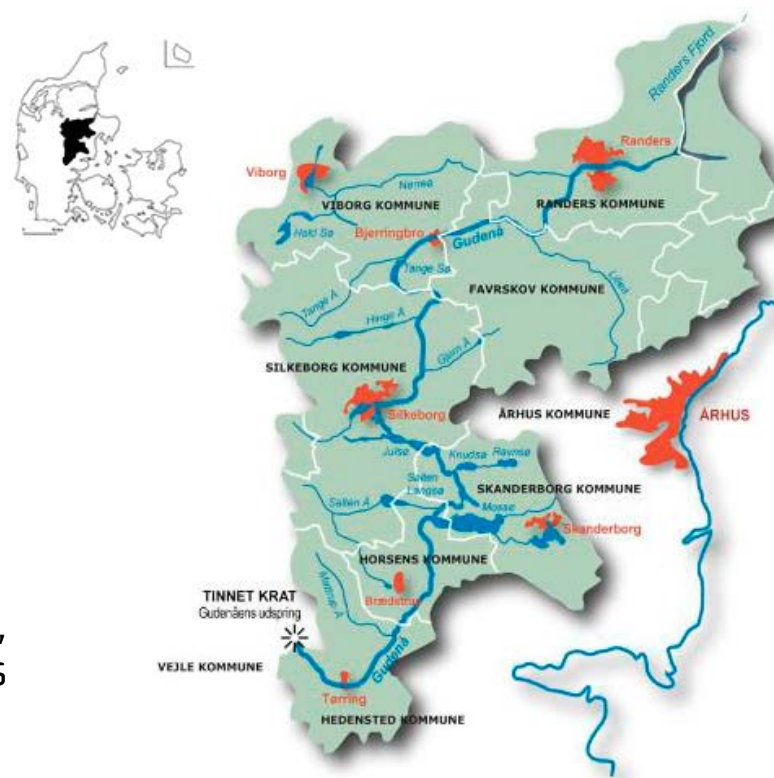 Randers Fjord
Randers
Viborg
Nørreå
VIBORG KOMMUNE
RANDERS KOMMUNE
Hald Sø
Bjerringbro
Gudenå
Tange Sø
Lilleå
FAVRSKOV KOMMUNE
Tange Å
Hinge Å
Gjern Å
SILKEBORG KOMMUNE
Silkeborg
ÅRHUS KOMMUNE
ÅRHUS
Julsø
Knudsø
Ravnsø
Salten
Langsø
SKANDERBORG KOMMUNE
Mossø
Salten Å
Skanderborg
HORSENS KOMMUNE
Mattrup Å
TINNET KRAT
Gudenåens udspring
Brædstrup
VEJLE KOMMUNE
Gudenå
Tørring
HEDENSTED KOMMUNE